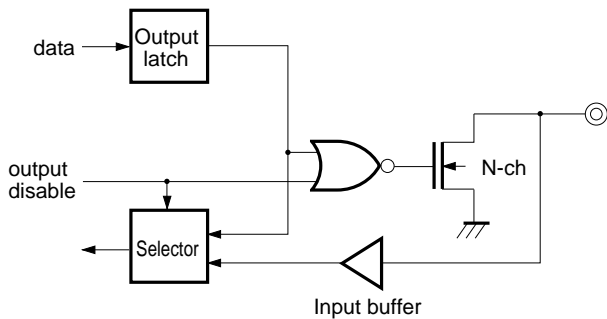 data
Output
latch
output
disable
N-ch
Selector
Input buffer